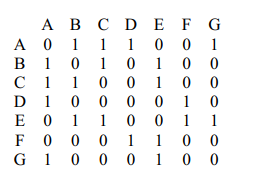 A B C D E F G
A 0 1 1 1 0 0 1
B 1 0 1 0 1 0 0
C 1 1 0 0 1 0 0
D 1 0 0 0 0 1 0
E 0 1 1 0 0 1 1
F 0 0 0 1 1 0 0
G 1 0 0 0 1 0 0